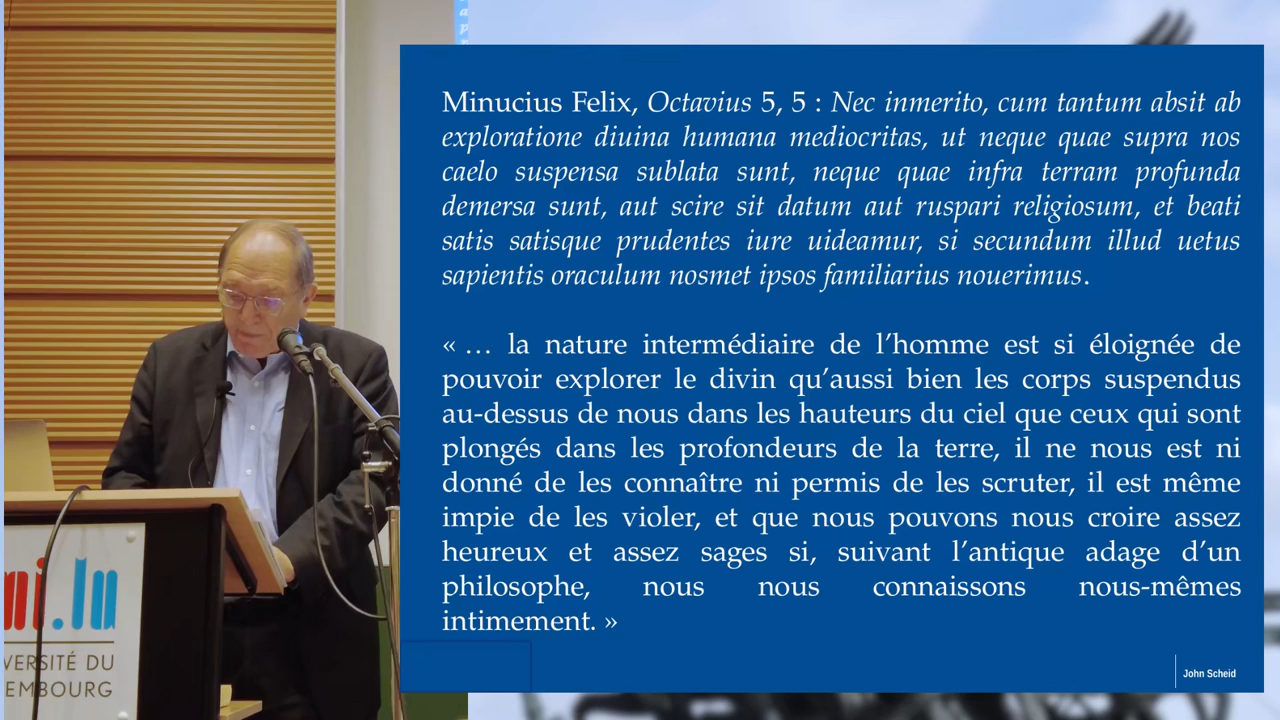 Minucius Felix, Octavius 5, 5 : Nec inmerito, cum tantum absit ab
exploratione diuina humana mediocritas, ut neque quae supra nos
caelo suspensa sublata sunt, neque quae infra terram profunda
demersa sunt, aut scire sit datum aut ruspari religiosum, et beati
satis satisque prudentes iure uideamur, si secundum illud uetus
sapientis oraculum nosmet ipsos familiarius nouerimus.
« … la nature intermédiaire de l’homme est si éloignée de
pouvoir explorer le divin qu’aussi bien les corps suspendus
au-dessus de nous dans les hauteurs du ciel que ceux qui sont
plongés dans les profondeurs de la terre, il ne nous est ni
donné de les connaître ni permis de les scruter, il est même
impie de les violer, et que nous pouvons nous croire assez
heureux et assez sages si, suivant l’antique adage d’un
philosophe, nous nous connaissons nous-mêmes
intimement. »
John Scheid
ni.lu
VERSITÉ DU
EMBOURG